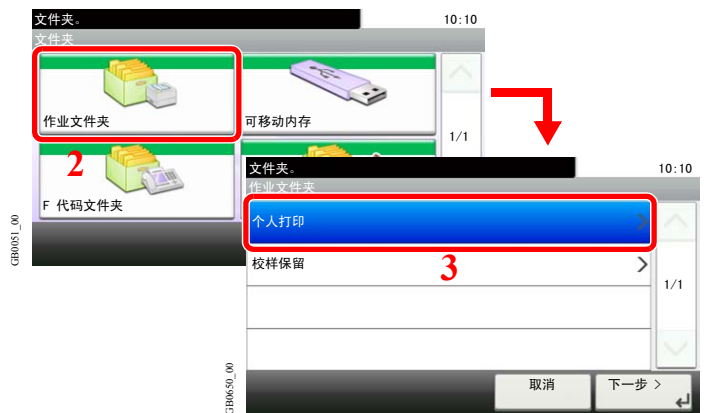 文件夹。
10:10
文件夹
作业文件夹
可移动内存
1/1
2
F 代码文件夹
GB0051_00
文件夹。
10:10
作业文件夹
个人打印
校样保留
3
1/1
取消
下一步 >
GB0650_00